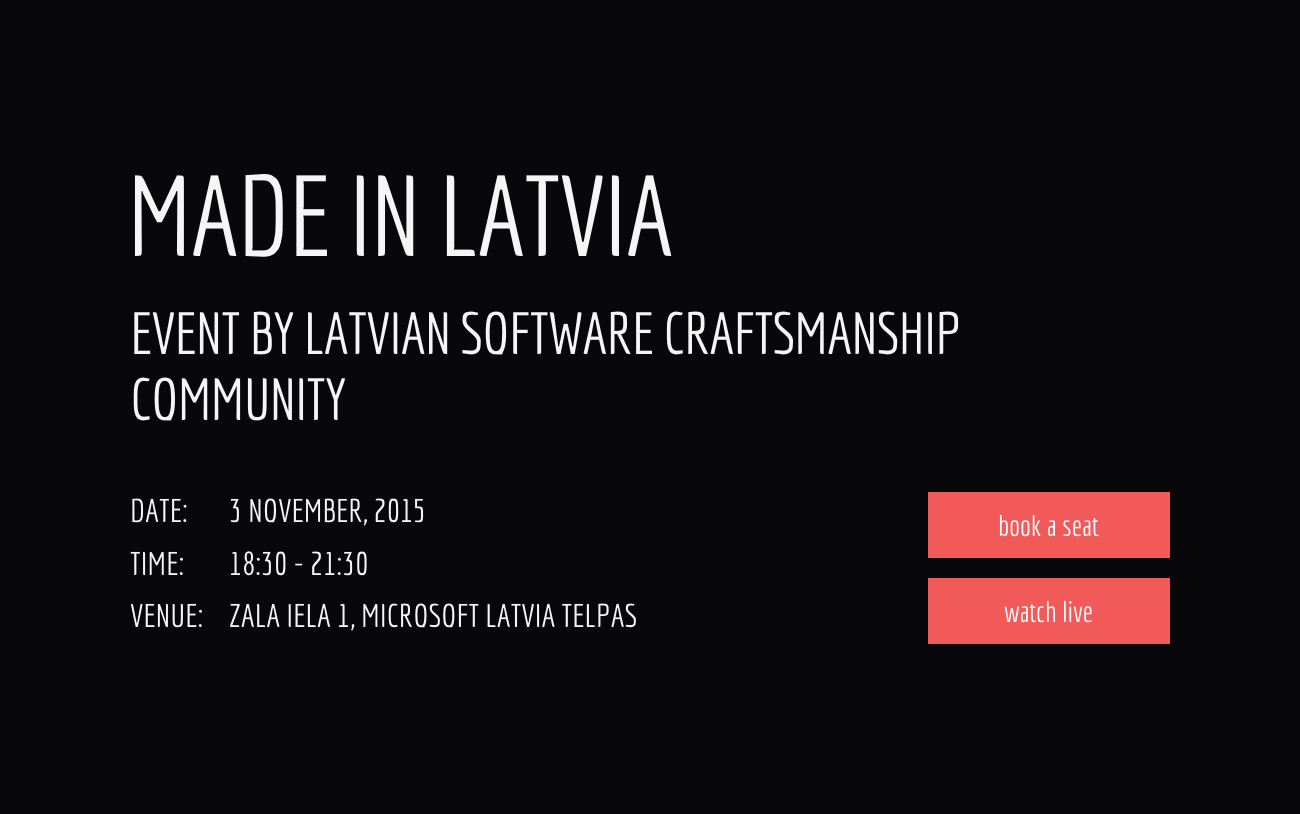 MADE IN LATVIA
EVENT BY LATVIAN SOFTWARE CRAFTSMANSHIP
COMMUNITY
DATE: 3 NOVEMBER, 2015
TIME: 18:30 - 21:30
VENUE: ZALA IELA 1, MICROSOFT LATVIA TELPAS
book a seat
watch live